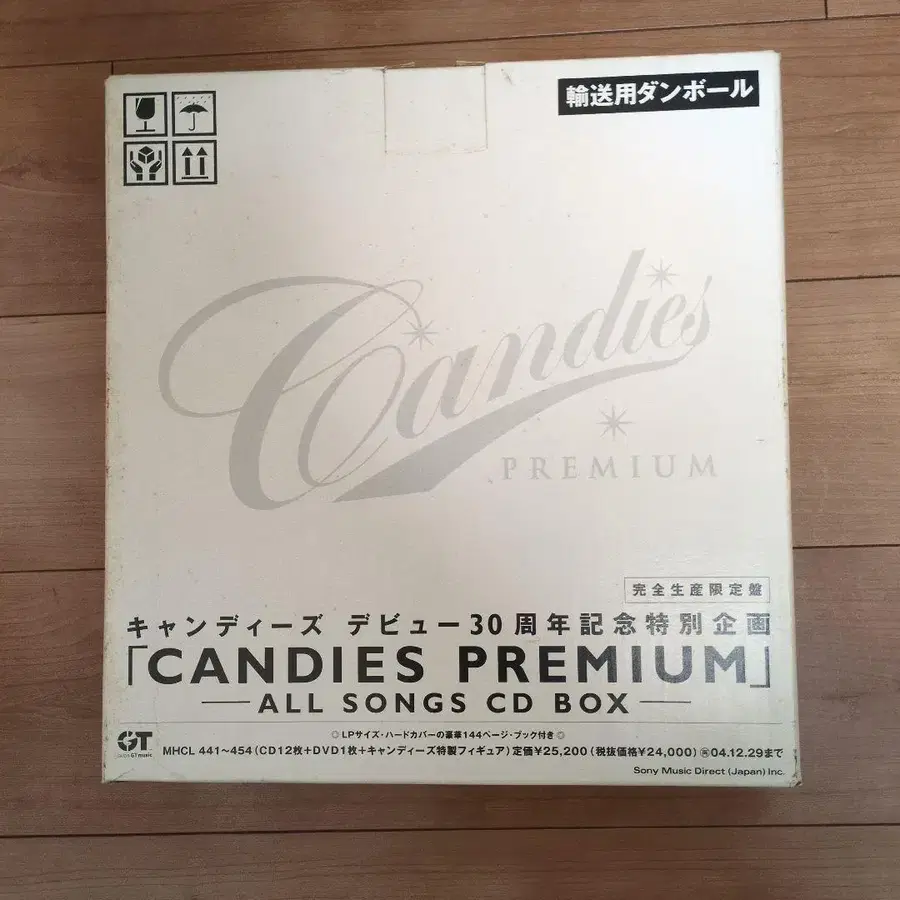 輸送用ダンボール
Candies
PREMIUM
完全生産限定盤
キャンディーズ デビュー30周年記念特別企画
「CANDIES PREMIUM」
ALL SONGS CD BOX
◎LPサイズ・ハードカバーの豪華144ページ・ブック付き◎
GT
MHCL 441~454(CD12枚+DVD1枚+キャンディーズ特製フィギュア)定価¥25,200(税抜価格¥24,000)㊢04.12.29まで
Sony Music Direct (Japan) Inc.